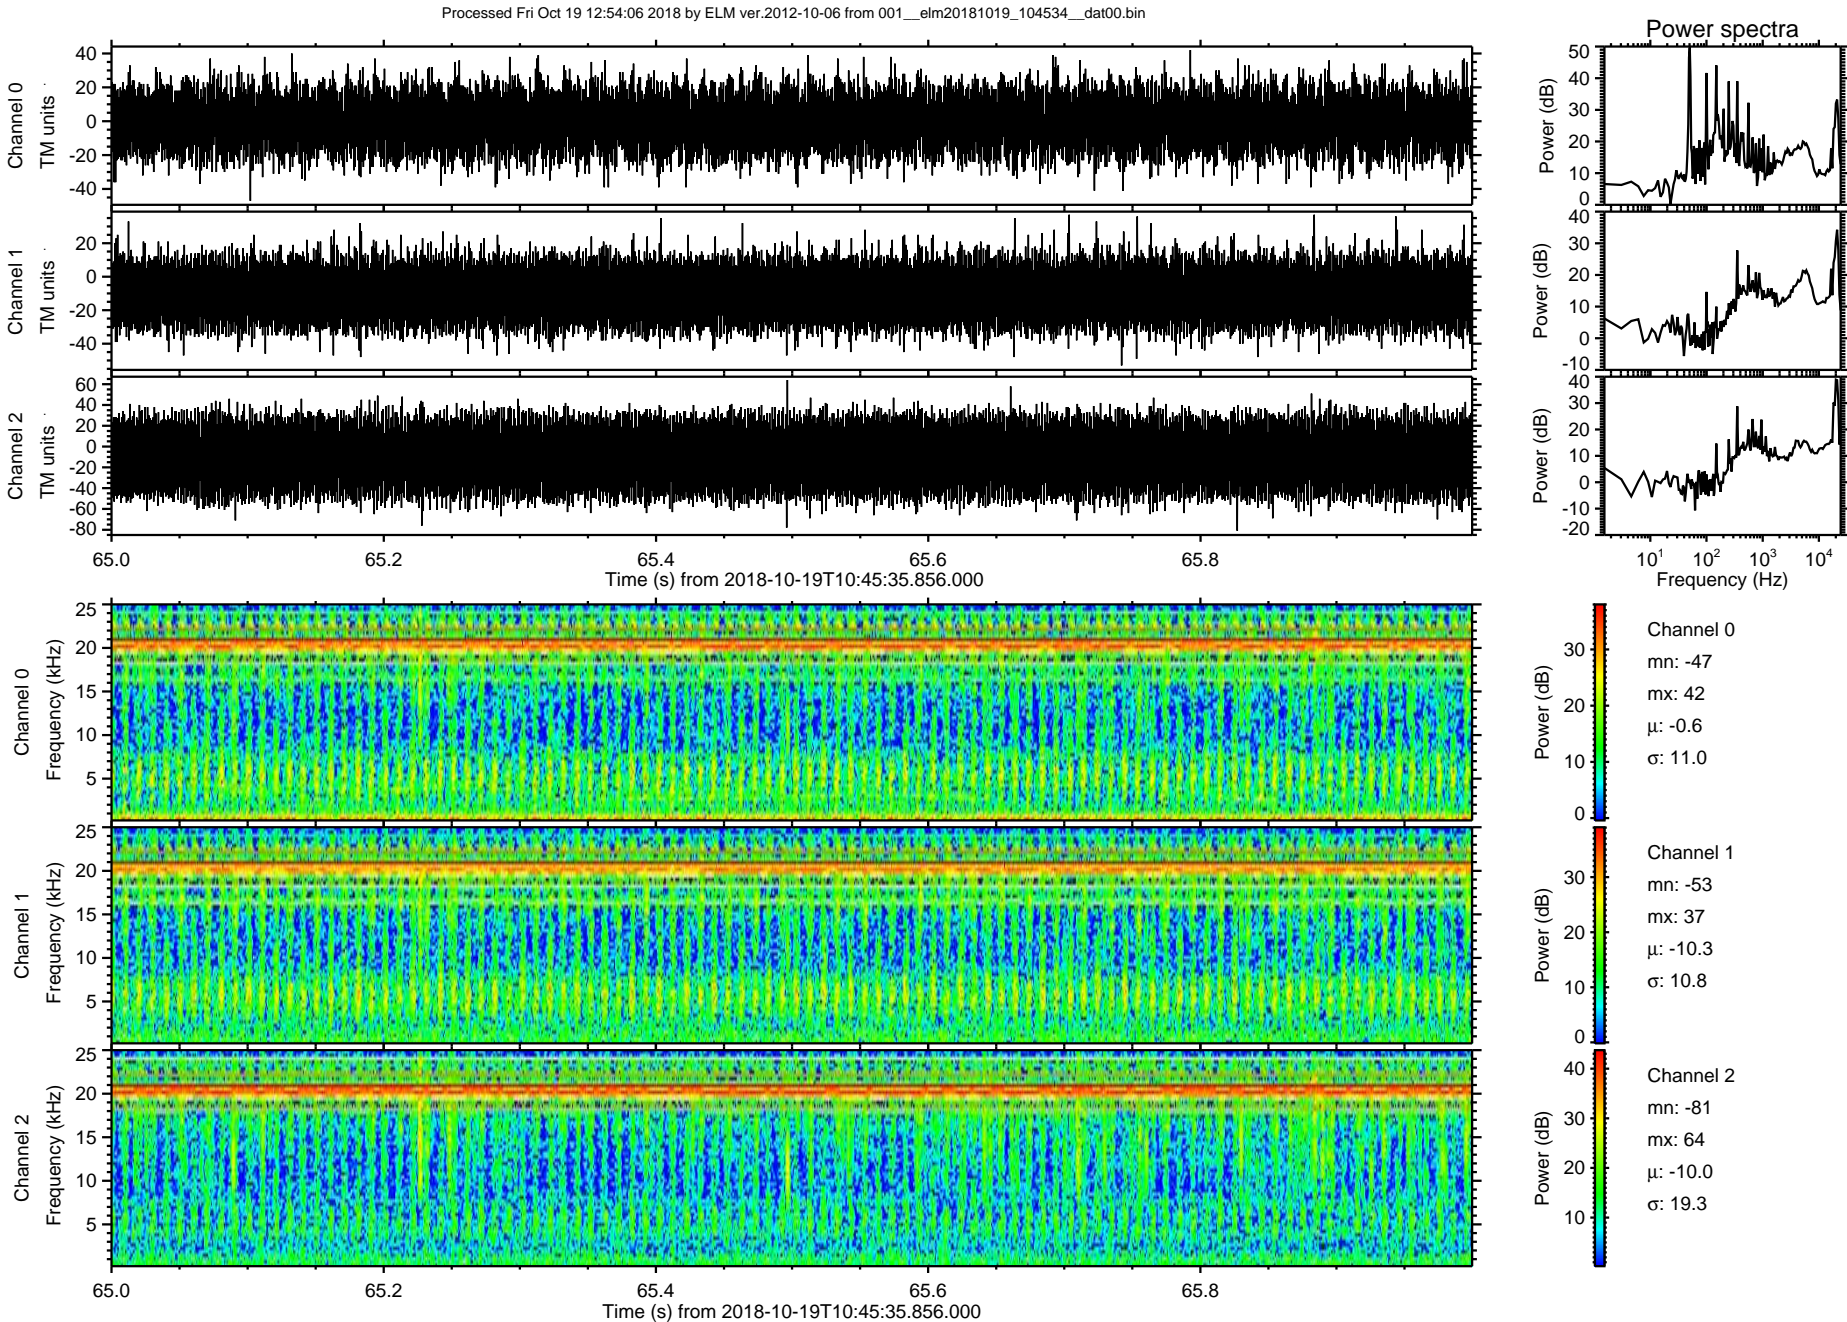 Processed Fri Oct 19 12:54:06 2018 by ELM ver.2012-10-06 from 001__elm20181019_104534__dat00.bin
Power spectra
Channel 0
TM units
40
20
0
-20
-40
Power (dB)
50
40
30
20
10
0
Channel 1
TM units
20
0
-20
-40
Power (dB)
40
30
20
10
0
-10
Channel 2
TM units
60
40
20
0
-20
-40
-60
-80
Power (dB)
40
30
20
10
0
-10
-20
65.0 65.2 65.4 65.6 65.8
Time (s) from 2018-10-19T10:45:35.856.000
10¹ 10² 10³ 10⁴
Frequency (Hz)
Channel 0
Frequency (kHz)
25
20
15
10
5
Power (dB)
30
20
10
0
Channel 0
mn: -47
mx: 42
µ: -0.6
σ: 11.0
Channel 1
Frequency (kHz)
25
20
15
10
5
Power (dB)
30
20
10
0
Channel 1
mn: -53
mx: 37
µ: -10.3
σ: 10.8
Channel 2
Frequency (kHz)
25
20
15
10
5
Power (dB)
40
30
20
10
Channel 2
mn: -81
mx: 64
µ: -10.0
σ: 19.3
65.0 65.2 65.4 65.6 65.8
Time (s) from 2018-10-19T10:45:35.856.000